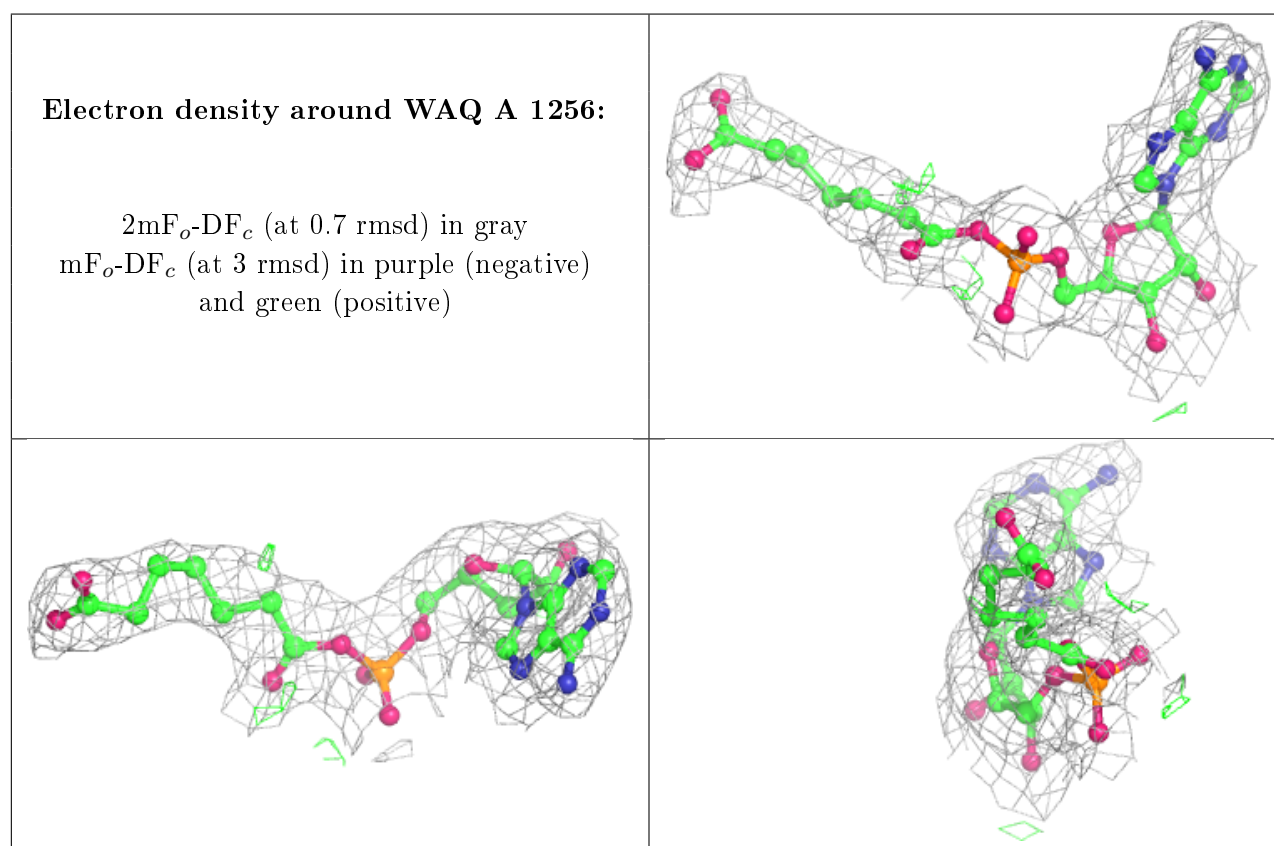 Electron density around WAQ A 1256:
2mFo-DFc (at 0.7 rmsd) in gray
mFo-DFc (at 3 rmsd) in purple (negative)
and green (positive)